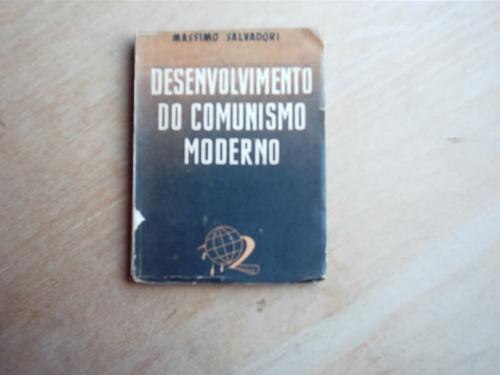 MASSIMO SALVADORI
DESENVOLVIMENTO
DO COMUNISMO
MODERNO